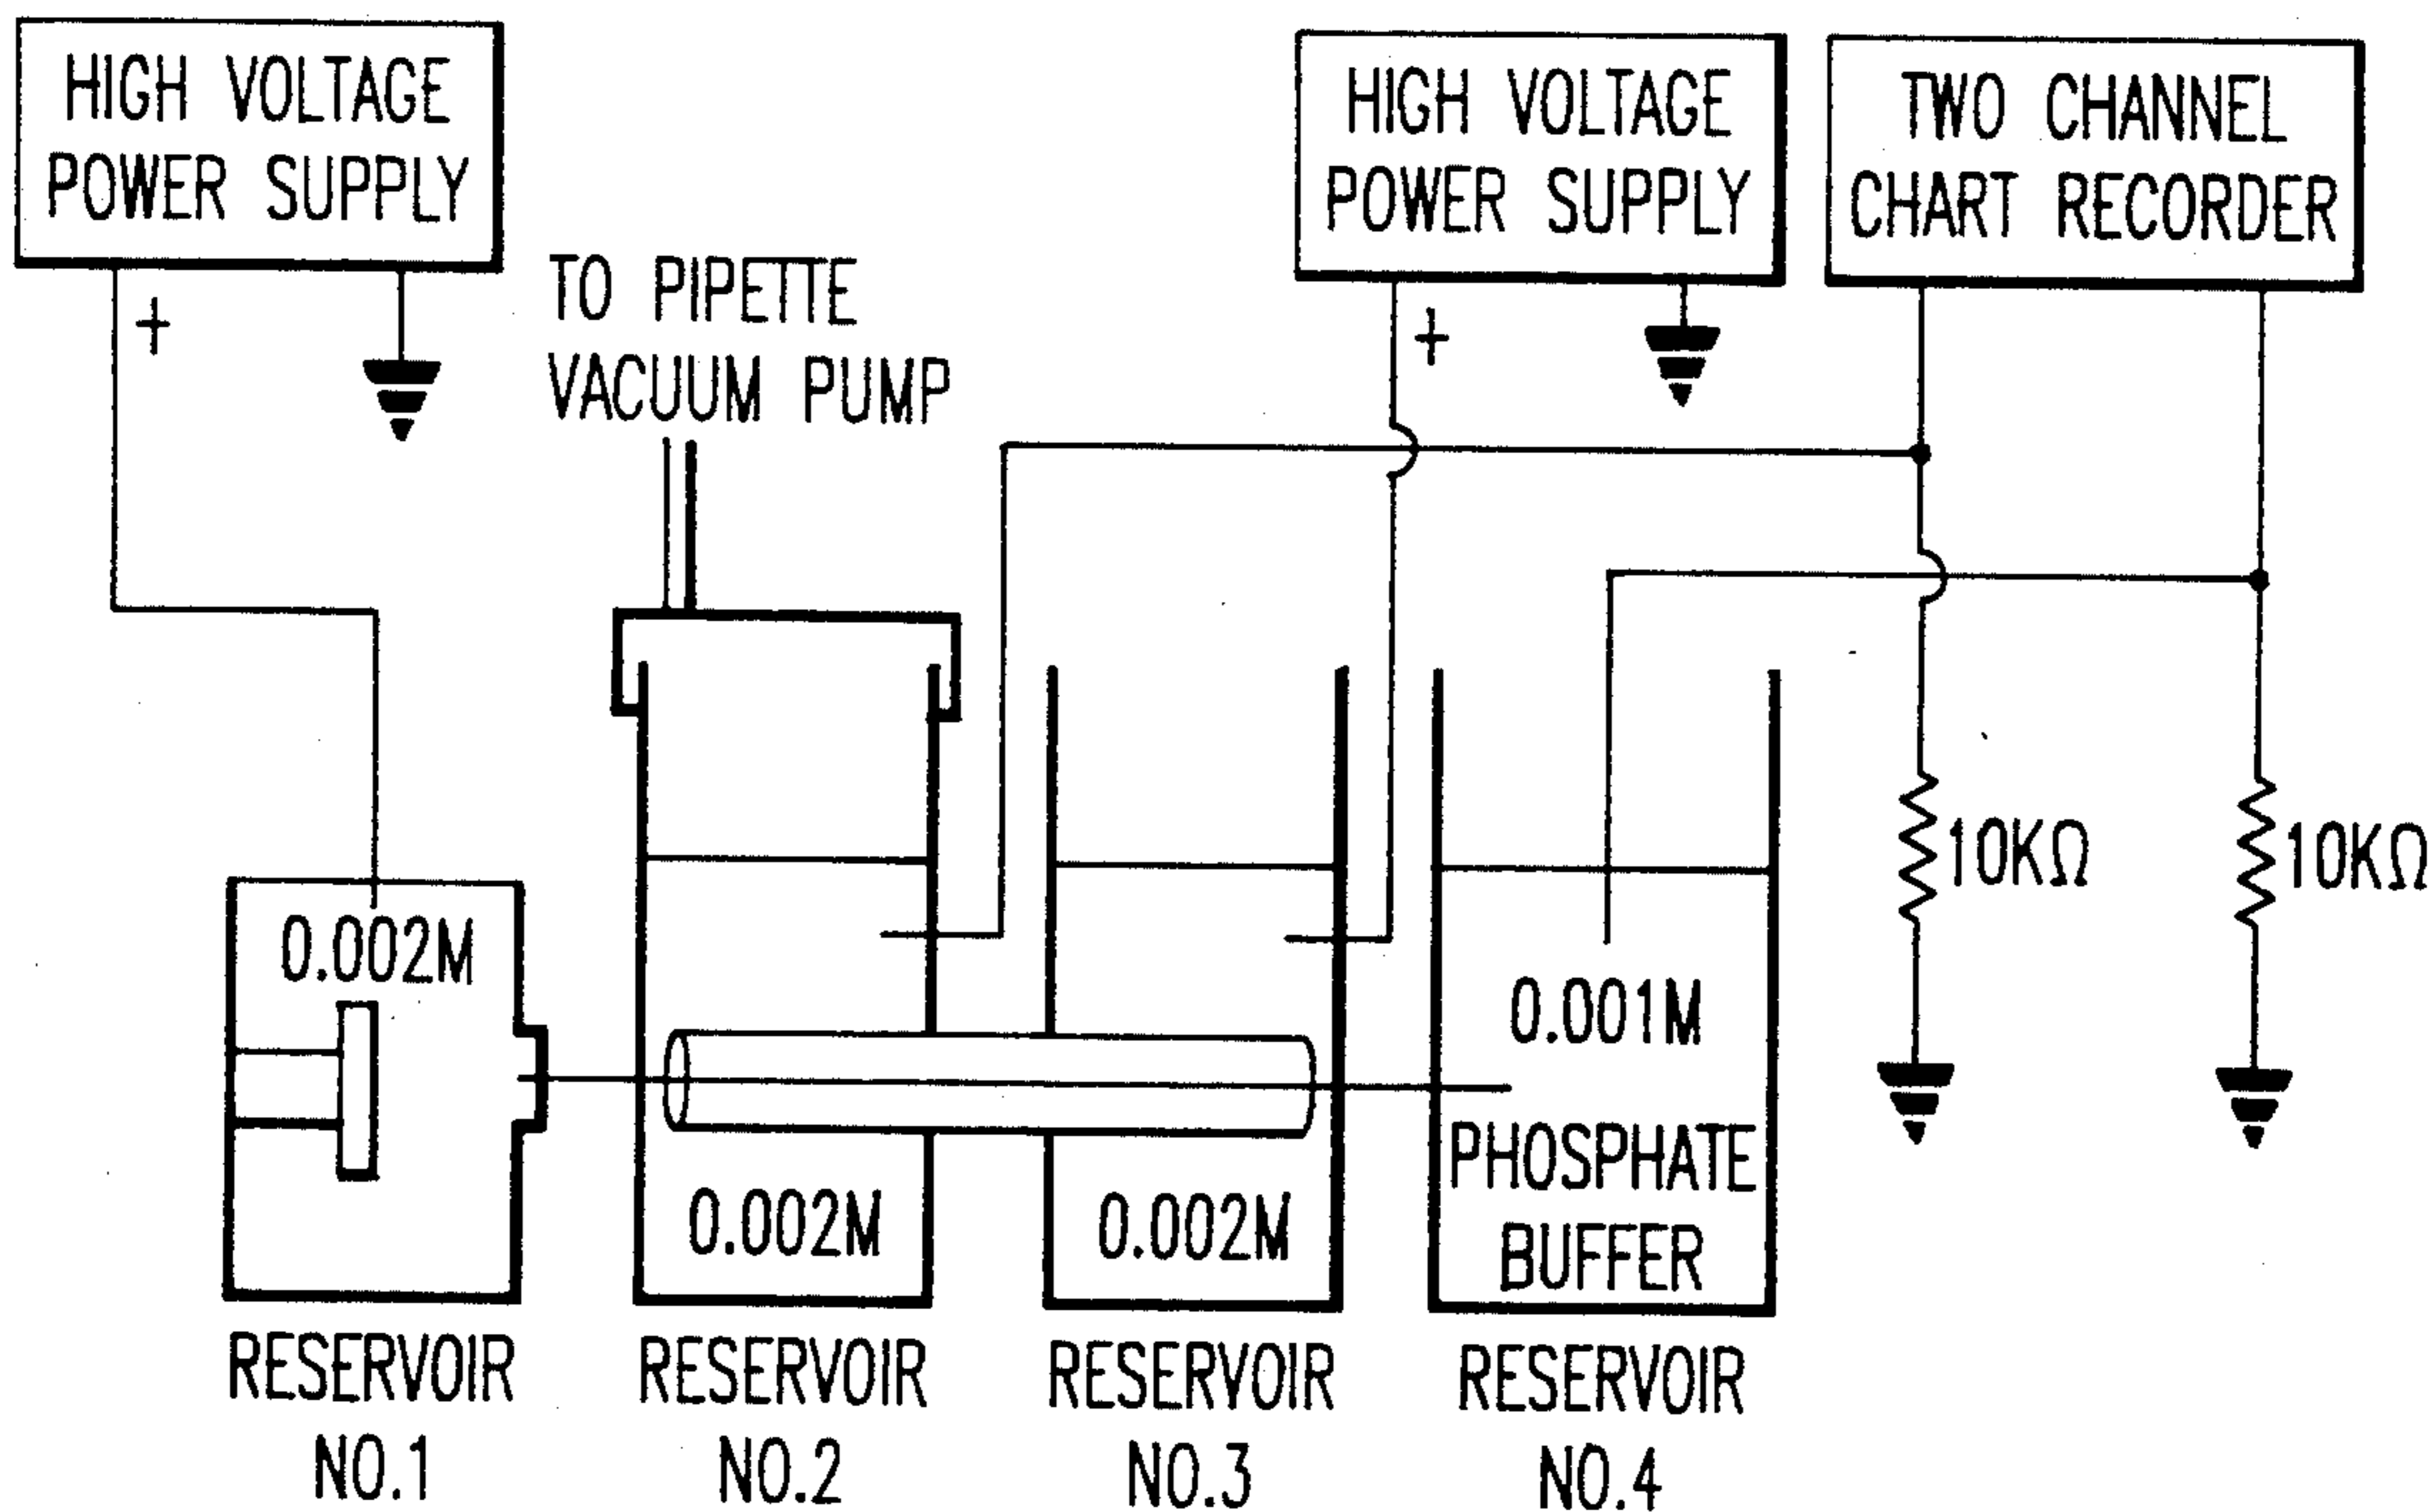 HIGH VOLTAGE
POWER SUPPLY
+
TO PIPETTE
VACUUM PUMP
HIGH VOLTAGE
POWER SUPPLY
+
TWO CHANNEL
CHART RECORDER
10KΩ
10KΩ
0.002M
0.002M
0.002M
0.001M
PHOSPHATE
BUFFER
RESERVOIR
NO.1
RESERVOIR
NO.2
RESERVOIR
NO.3
RESERVOIR
NO.4